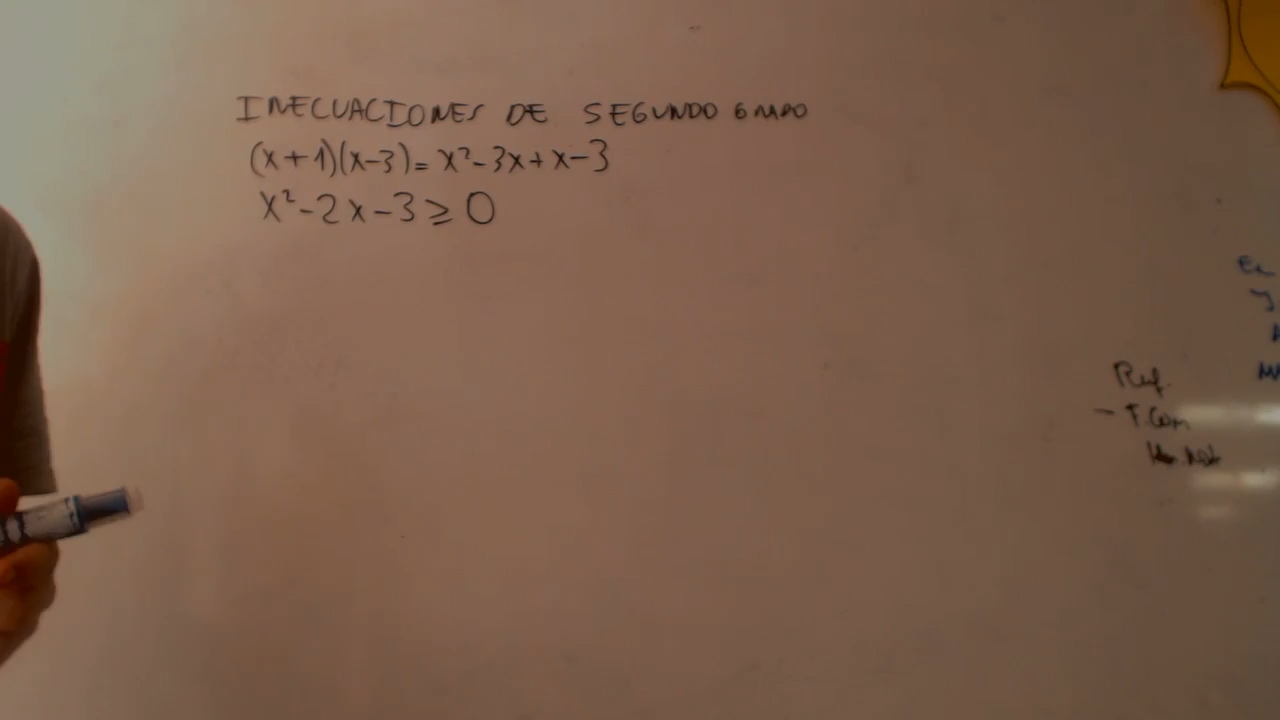 INECUACIONES DE SEGUNDO GRADO
(x+1)(x-3)= x²-3x+x-3
x²-2x-3≥0
Ref.